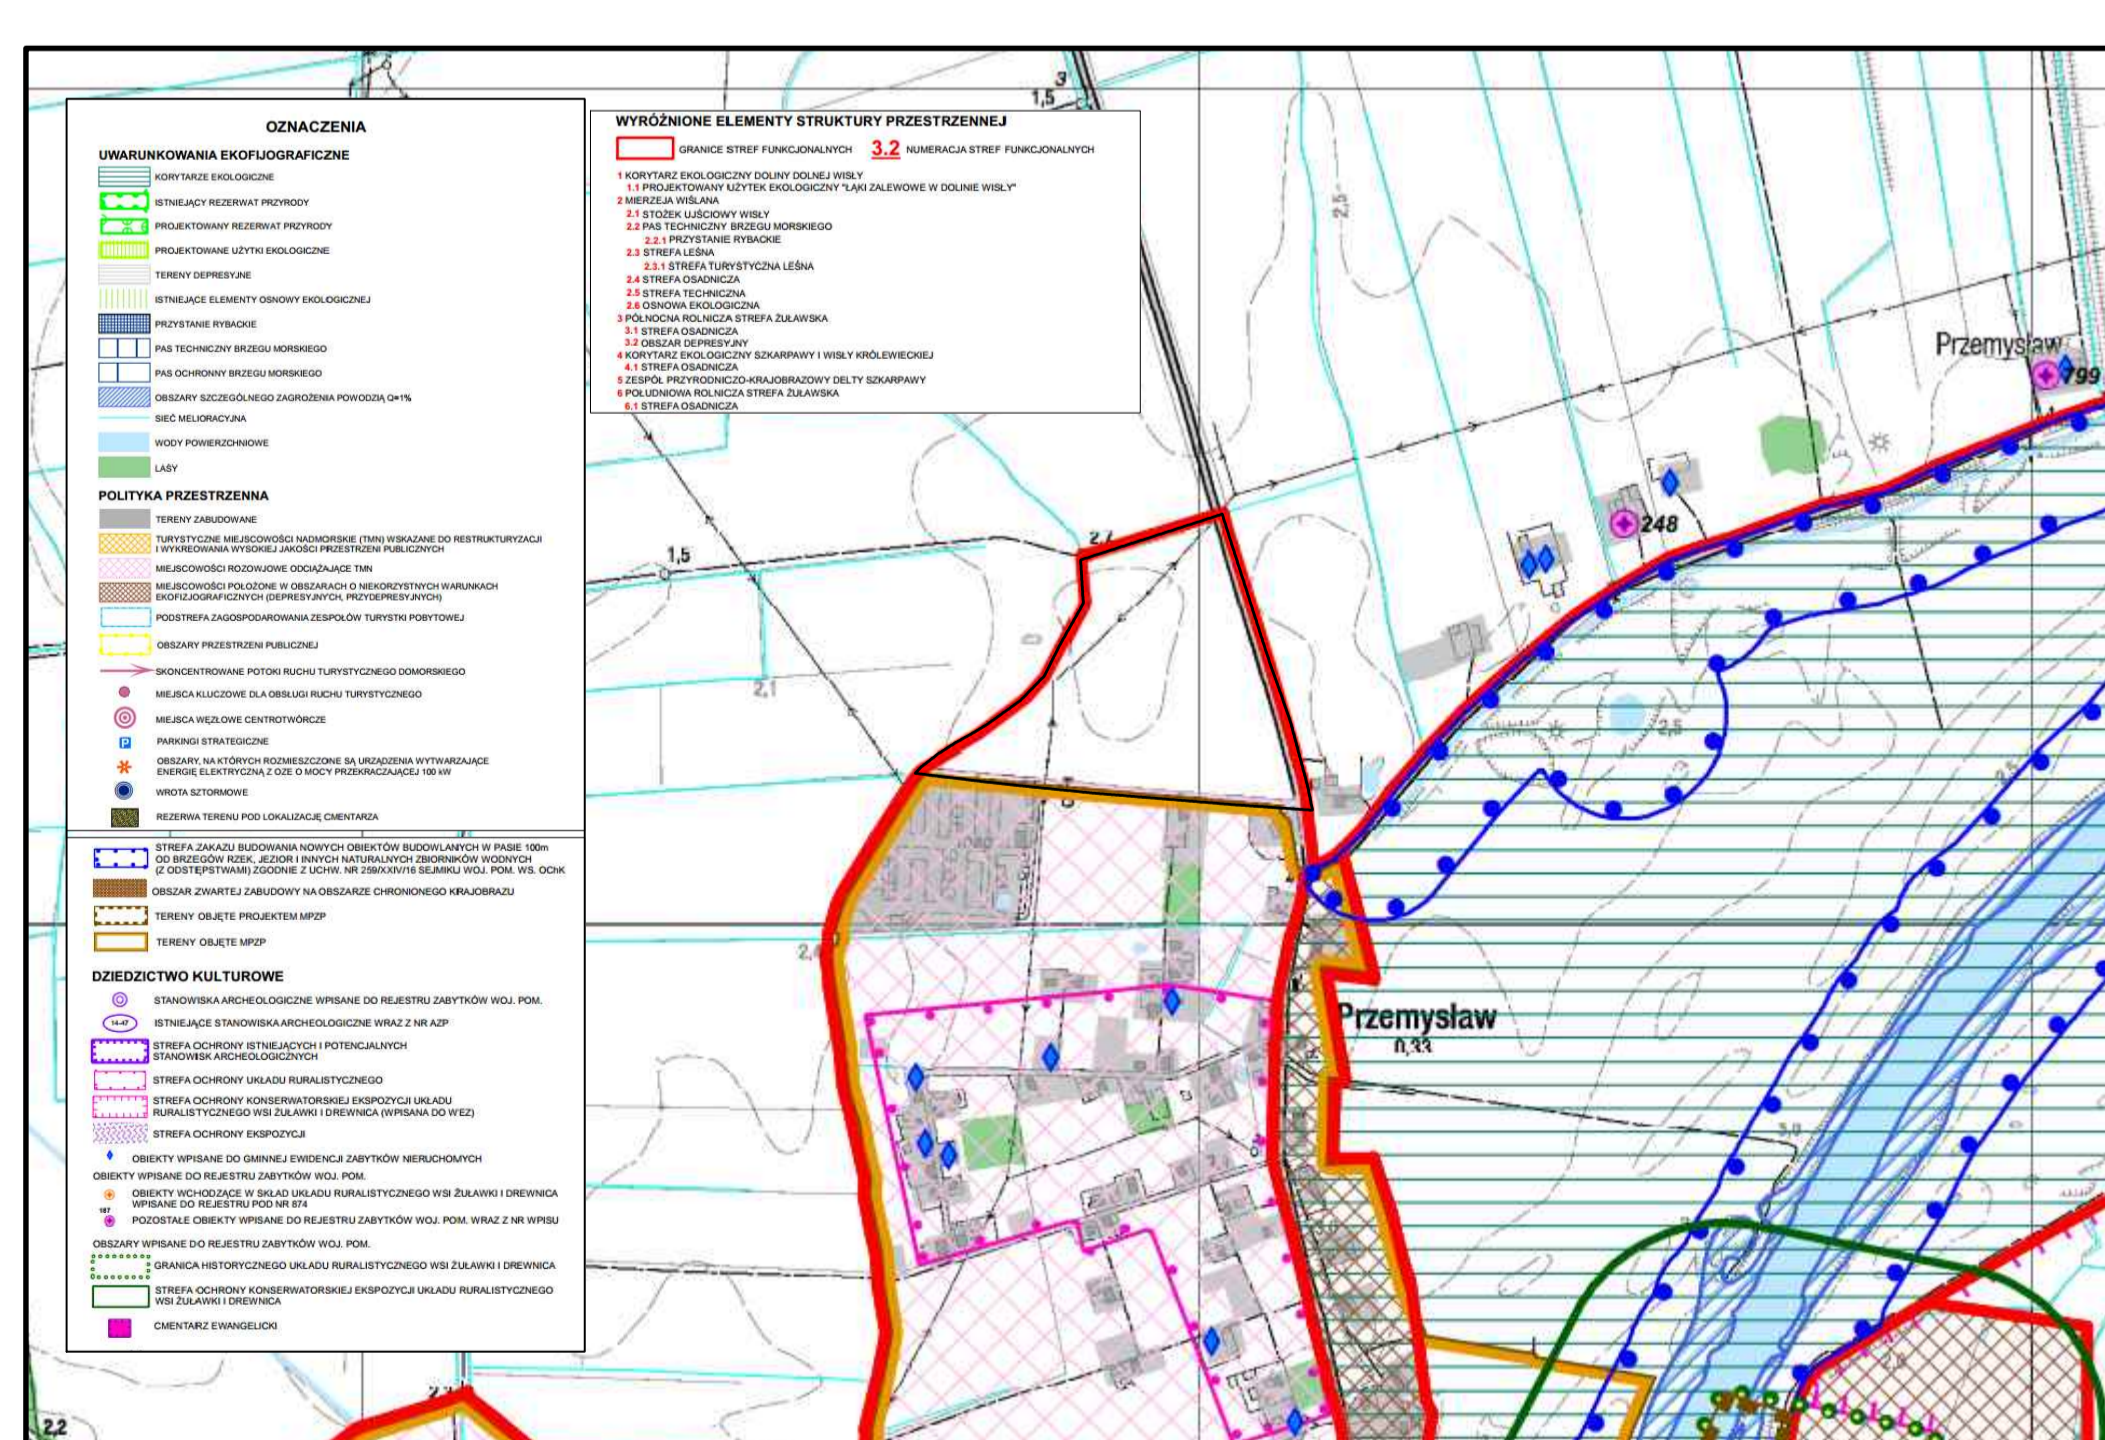 OZNACZENIA
UWARUNKOWANIA EKOFIJOGRAFICZNE
KORYTARZE EKOLOGICZNE
ISTNIEJĄCY REZERWAT PRZYRODY
PROJEKTOWANY REZERWAT PRZYRODY
PROJEKTOWANE UŻYTKI EKOLOGICZNE
TERENY DEPRESYJNE
ISTNIEJĄCE ELEMENTY OSNOWY EKOLOGICZNEJ
PRZYSTANIE RYBACKIE
PAS TECHNICZNY BRZEGU MORSKIEGO
PAS OCHRONNY BRZEGU MORSKIEGO
OBSZARY SZCZEGÓLNEGO ZAGROŻENIA POWODZIĄ Q=1%
SIEĆ MELIORACYJNA
WODY POWIERZCHNIOWE
LASY
POLITYKA PRZESTRZENNA
TERENY ZABUDOWANE
TURYSTYCZNE MIEJSCOWOŚCI NADMORSKIE (TMN) WSKAZANE DO RESTRUKTURYZACJI
I WYKREOWANIA WYSOKIEJ JAKOŚCI PRZESTRZENI PUBLICZNYCH
MIEJSCOWOŚCI ROZOWJOWE ODCIĄŻAJĄCE TMN
MIEJSCOWOŚCI POŁOŻONE W OBSZARACH O NIEKORZYSTNYCH WARUNKACH
EKOFIZJOGRAFICZNYCH (DEPRESYJNYCH, PRZYDEPRESYJNYCH)
PODSTREFA ZAGOSPODAROWANIA ZESPOŁÓW TURYSTKI POBYTOWEJ
OBSZARY PRZESTRZENI PUBLICZNEJ
SKONCENTROWANE POTOKI RUCHU TURYSTYCZNEGO DOMORSKIEGO
MIEJSCA KLUCZOWE DLA OBSŁUGI RUCHU TURYSTYCZNEGO
MIEJSCA WĘZŁOWE CENTROTWÓRCZE
P PARKINGI STRATEGICZNE
OBSZARY, NA KTÓRYCH ROZMIESZCZONE SĄ URZĄDZENIA WYTWARZAJĄCE
ENERGIĘ ELEKTRYCZNĄ Z OZE O MOCY PRZEKRACZAJĄCEJ 100 kW
WROTA SZTORMOWE
REZERWA TERENU POD LOKALIZACJĘ CMENTARZA
STREFA ZAKAZU BUDOWANIA NOWYCH OBIEKTÓW BUDOWLANYCH W PASIE 100m
OD BRZEGÓW RZEK, JEZIOR I INNYCH NATURALNYCH ZBIORNIKÓW WODNYCH
(Z ODSTĘPSTWAMI) ZGODNIE Z UCHW. NR 259/XXIV/16 SEJMIKU WOJ. POM. WS. OChK
OBSZAR ZWARTEJ ZABUDOWY NA OBSZARZE CHRONIONEGO KRAJOBRAZU
TERENY OBJĘTE PROJEKTEM MPZP
TERENY OBJĘTE MPZP
DZIEDZICTWO KULTUROWE
STANOWISKA ARCHEOLOGICZNE WPISANE DO REJESTRU ZABYTKÓW WOJ. POM.
14-47 ISTNIEJĄCE STANOWISKA ARCHEOLOGICZNE WRAZ Z NR AZP
STREFA OCHRONY ISTNIEJĄCYCH I POTENCJALNYCH
STANOWISK ARCHEOLOGICZNYCH
STREFA OCHRONY UKŁADU RURALISTYCZNEGO
STREFA OCHRONY KONSERWATORSKIEJ EKSPOZYCJI UKŁADU
RURALISTYCZNEGO WSI ŻUŁAWKI I DREWNICA (WPISANA DO WEZ)
STREFA OCHRONY EKSPOZYCJI
OBIEKTY WPISANE DO GMINNEJ EWIDENCJI ZABYTKÓW NIERUCHOMYCH
OBIEKTY WPISANE DO REJESTRU ZABYTKÓW WOJ. POM.
OBIEKTY WCHODZĄCE W SKŁAD UKŁADU RURALISTYCZNEGO WSI ŻUŁAWKI I DREWNICA
WPISANE DO REJESTRU POD NR 874
187
POZOSTAŁE OBIEKTY WPISANE DO REJESTRU ZABYTKÓW WOJ. POM. WRAZ Z NR WPISU
OBSZARY WPISANE DO REJESTRU ZABYTKÓW WOJ. POM.
GRANICA HISTORYCZNEGO UKŁADU RURALISTYCZNEGO WSI ŻUŁAWKI I DREWNICA
STREFA OCHRONY KONSERWATORSKIEJ EKSPOZYCJI UKŁADU RURALISTYCZNEGO
WSI ŻUŁAWKI I DREWNICA
CMENTARZ EWANGELICKI
WYRÓŻNIONE ELEMENTY STRUKTURY PRZESTRZENNEJ
GRANICE STREF FUNKCJONALNYCH 3.2 NUMERACJA STREF FUNKCJONALNYCH
1 KORYTARZ EKOLOGICZNY DOLINY DOLNEJ WISŁY
1.1 PROJEKTOWANY UŻYTEK EKOLOGICZNY "ŁĄKI ZALEWOWE W DOLINIE WISŁY"
2 MIERZEJA WIŚLANA
2.1 STOŻEK UJŚCIOWY WISŁY
2.2 PAS TECHNICZNY BRZEGU MORSKIEGO
2.2.1 PRZYSTANIE RYBACKIE
2.3 STREFA LEŚNA
2.3.1 STREFA TURYSTYCZNA LEŚNA
2.4 STREFA OSADNICZA
2.5 STREFA TECHNICZNA
2.6 OSNOWA EKOLOGICZNA
3 PÓŁNOCNA ROLNICZA STREFA ŻUŁAWSKA
3.1 STREFA OSADNICZA
3.2 OBSZAR DEPRESYJNY
4 KORYTARZ EKOLOGICZNY SZKARPAWY I WISŁY KRÓLEWIECKIEJ
4.1 STREFA OSADNICZA
5 ZESPÓŁ PRZYRODNICZO-KRAJOBRAZOWY DELTY SZKARPAWY
6 POŁUDNIOWA ROLNICZA STREFA ŻUŁAWSKA
6.1 STREFA OSADNICZA
3
1,5
2,5
Przemysław
799
248
1,5
2,1
2,5
Przemysław
0,33
2,2